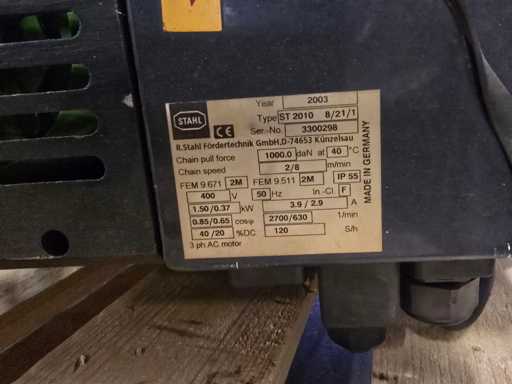 STAHL
CE
Year 2003
Type ST 2010 8/21/1
Ser.-No. 3300298
R.Stahl Fördertechnik GmbH,D-74653 Künzelsau
Chain pull force 1000.0 daN at 40 °C
Chain speed 2/8 m/min
FEM 9.671 2M FEM 9.511 2M IP 55
400 V 50 Hz In.-Cl F
1.50/0.37 kW 3.9 / 2.9 A
0.85/0.65 cosφ 2700/630 1/min
40 /20 %DC 120 S/h
3 ph AC motor
MADE IN GERMANY